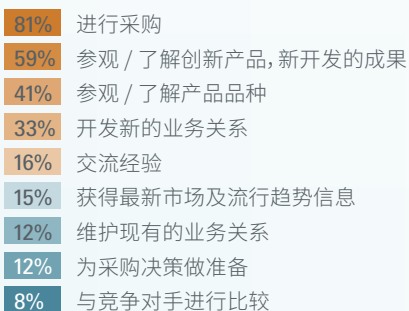 81% 进行采购
59% 参观 / 了解创新产品，新开发的成果
41% 参观 / 了解产品品种
33% 开发新的业务关系
16% 交流经验
15% 获得最新市场及流行趋势信息
12% 维护现有的业务关系
12% 为采购决策做准备
8% 与竞争对手进行比较